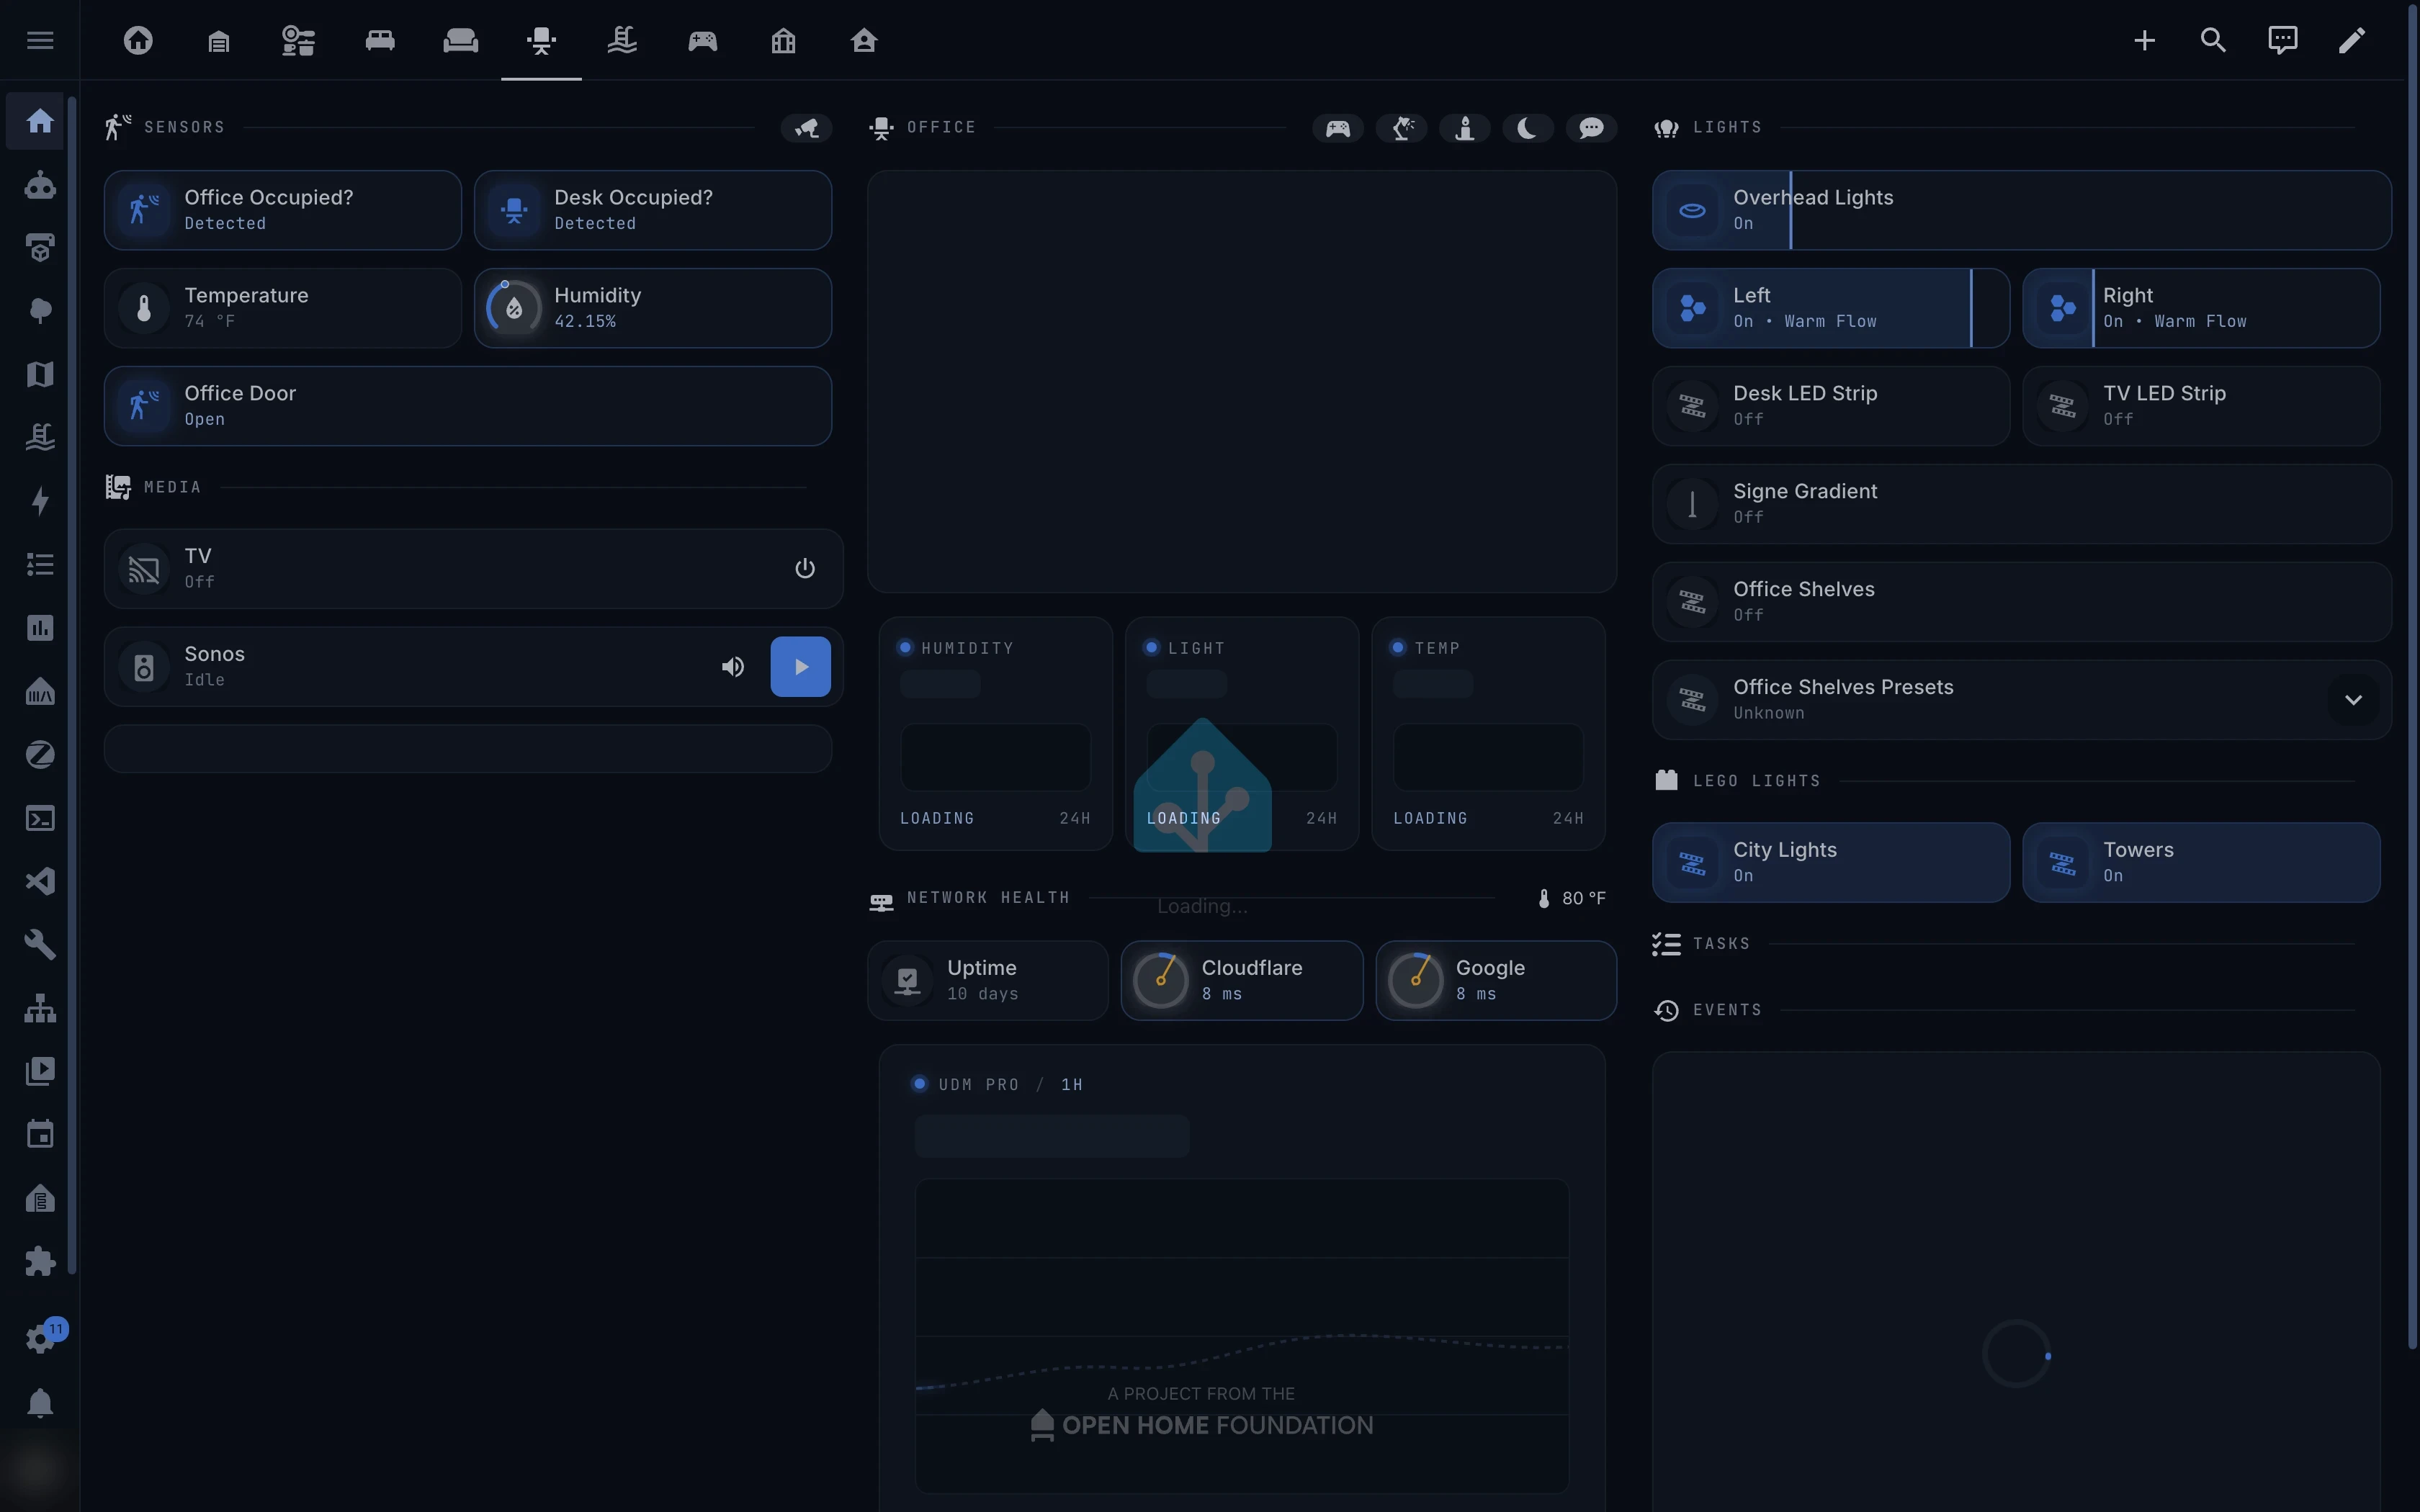 SENSORS
Office Occupied?
Detected
Desk Occupied?
Detected
Temperature
74 °F
Humidity
42.15%
Office Door
Open
MEDIA
TV
Off
Sonos
Idle
11
OFFICE
HUMIDITY
LOADING 24H
LIGHT
LOADING 24H
TEMP
LOADING 24H
NETWORK HEALTH
Loading...
80 °F
Uptime
10 days
Cloudflare
8 ms
Google
8 ms
UDM PRO / 1H
A PROJECT FROM THE
OPEN HOME FOUNDATION
LIGHTS
Overhead Lights
On
Left
On • Warm Flow
Right
On • Warm Flow
Desk LED Strip
Off
TV LED Strip
Off
Signe Gradient
Off
Office Shelves
Off
Office Shelves Presets
Unknown
LEGO LIGHTS
City Lights
On
Towers
On
TASKS
EVENTS